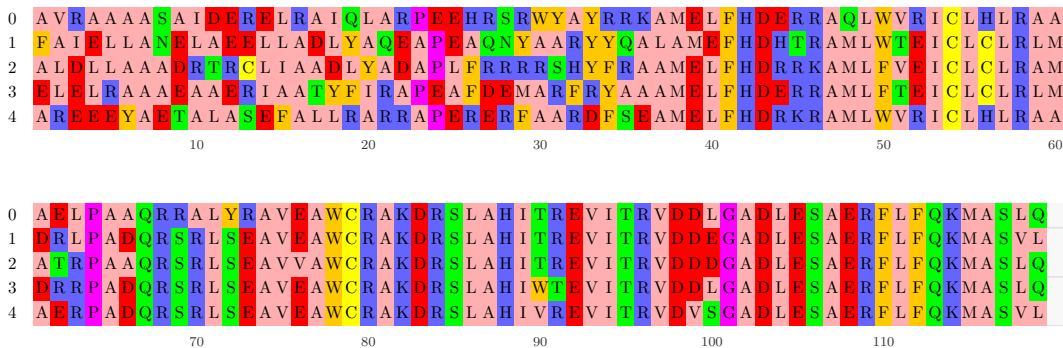 0 AVRAAAASAIDERELRAIQLARPEEHRSRWYAYRRKAMELFHDERRAQLWVRICLHLRAA
1 FAIELLANELAEELLADLYAQEAPEAQNYAARYYQALAMEFHDHTRAMLWTEICLCLRLM
2 ALDLLAAADRTRCLIAADLYADAPLFRRRRSHYFRAAMELFHDRRKAMLFVEICLCLRAM
3 ELELRAAAEAAERIAATYFIRAPEAFDEMARFRYAAAMELFHDERRAMLFTEICLCLRLM
4 AREEEYAETALASEFALLRARRAPERERFAARDFSEAMELFHDRKRAMLWVRICLHLRAA
10 20 30 40 50 60
0 AELPAAQRRALYRAVEAWCRAKDRSLAHITREVITRVDDLGADLESAERFLFQKMASLQ
1 DRLPADQRSRLSEAVEAWCRAKDRSLAHITREVITRVDDEGADLESAERFLFQKMASVL
2 ATRPAAQRSRLSEAVVAWCRAKDRSLAHITREVITRVDDDGADLESAERFLFQKMASLQ
3 DRRPADQRSRLSEAVEAWCRAKDRSLAHIWTEVITRVDDLGADLESAERFLFQKMASLQ
4 AERPADQRSRLSEAVEAWCRAKDRSLAHIVREVITRVDVSGADLESAERFLFQKMASVL
70 80 90 100 110